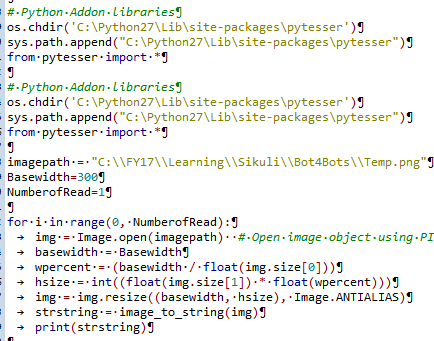 # Python Addon libraries
os.chdir('C:\Python27\Lib\site-packages\pytesser')
sys.path.append("C:\Python27\Lib\site-packages\pytesser")
from pytesser import *

# Python Addon libraries
os.chdir('C:\Python27\Lib\site-packages\pytesser')
sys.path.append("C:\Python27\Lib\site-packages\pytesser")
from pytesser import *

imagepath = "C:\\FY17\\Learning\\Sikuli\\Bot4Bots\\Temp.png"
Basewidth=300
NumberofRead=1

for i in range(0, NumberofRead):
    img = Image.open(imagepath)  # Open image object using PI
    basewidth = Basewidth
    wpercent = (basewidth / float(img.size[0]))
    hsize = int((float(img.size[1]) * float(wpercent)))
    img = img.resize((basewidth, hsize), Image.ANTIALIAS)
    strstring = image_to_string(img)
    print(strstring)